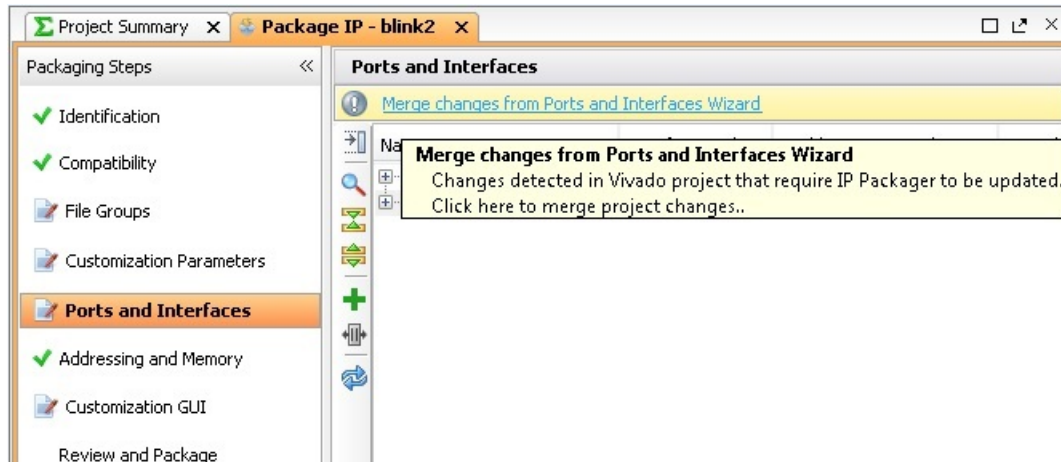 Project Summary
Package IP - blink2
Packaging Steps
Identification
Compatibility
File Groups
Customization Parameters
Ports and Interfaces
Addressing and Memory
Customization GUI
Review and Package
Ports and Interfaces
Merge changes from Ports and Interfaces Wizard
Na
Merge changes from Ports and Interfaces Wizard
Changes detected in Vivado project that require IP Packager to be updated.
Click here to merge project changes..